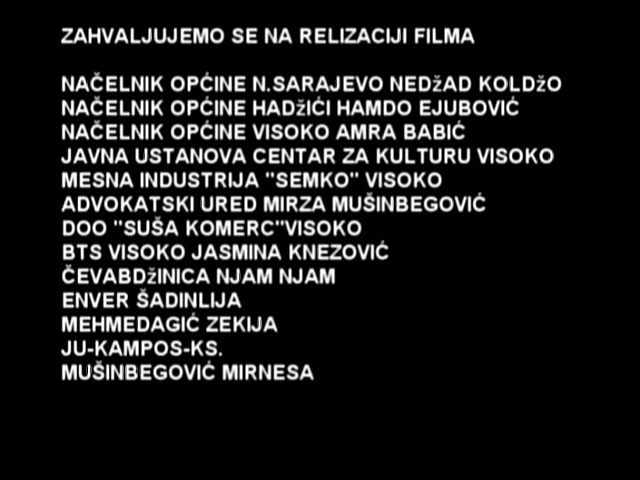 ZAHVALJUJEMO SE NA RELIZACIJI FILMA
NAČELNIK OPĆINE N.SARAJEVO NEDžAD KOLDžO
NAČELNIK OPĆINE HADžIĆI HAMDO EJUBOVIĆ
NAČELNIK OPĆINE VISOKO AMRA BABIĆ
JAVNA USTANOVA CENTAR ZA KULTURU VISOKO
MESNA INDUSTRIJA "SEMKO" VISOKO
ADVOKATSKI URED MIRZA MUŠINBEGOVIĆ
DOO "SUŠA KOMERC"VISOKO
BTS VISOKO JASMINA KNEZOVIĆ
ČEVABDžINICA NJAM NJAM
ENVER ŠADINLIJA
MEHMEDAGIĆ ZEKIJA
JU-KAMPOS-KS.
MUŠINBEGOVIĆ MIRNESA